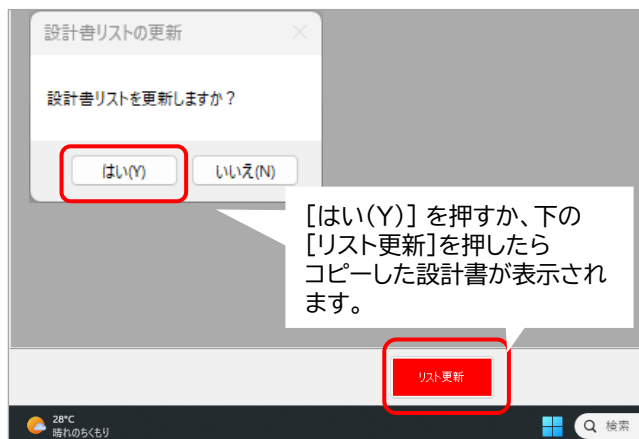 設計書リストの更新
設計書リストを更新しますか？
はい(Y)
いいえ(N)
[はい(Y)] を押すか、下の
[リスト更新]を押したら
コピーした設計書が表示され
ます。
リスト更新
28°C
晴れのちくもり
検索